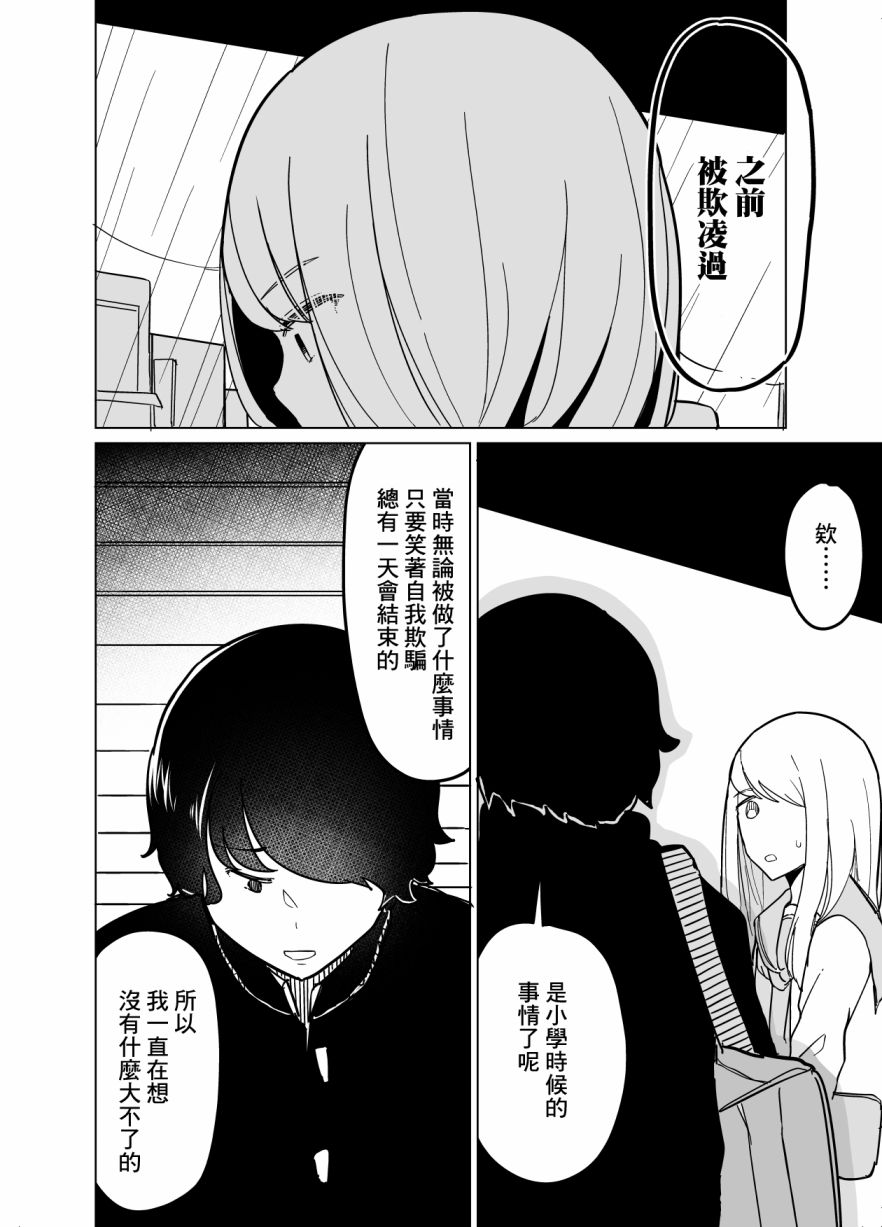 之前
被欺凌過
欸⋯⋯
是小學時候的
事情了呢
當時無論被做了什麼事情
只要笑著自我欺騙
總有一天會結束的
所以
我一直在想
沒有什麼大不了的